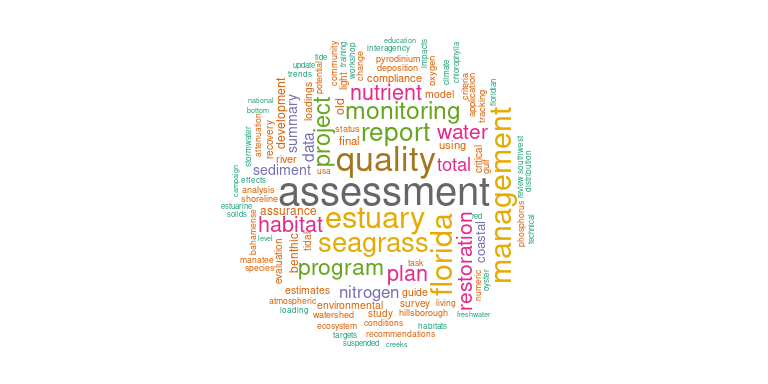 education
interagency
tide
training
workshop
community
change
impacts
pyrodinium
deposition
oxygen
climate
chlorophylla
update
trends
potential
light
compliance
nutrient
model
criteria
application
tracking
floridian
national
bottom
development
summary
loadings
project
old
monitoring
stormwater
attenuation
recovery
data
status
report
water
final
using
river
quality
total
critical
gulf
management
review
southwest
distribution
sediment
usa
campaign
effects
analysis
shoreline
assessment
estuarine
solids
assurance
habitat
estuary
florida
restoration
red
coastal
phosphorus
technical
bahamense
level
evaluation
benthic
tidal
seagrass
manatee
species
program
task
plan
numeric
oyster
estimates
nitrogen
guide
atmospheric
loading
environmental
survey
living
watershed
study
hillsborough
freshwater
ecosystem
conditions
habitats
targets
recommendations
suspended
creeks